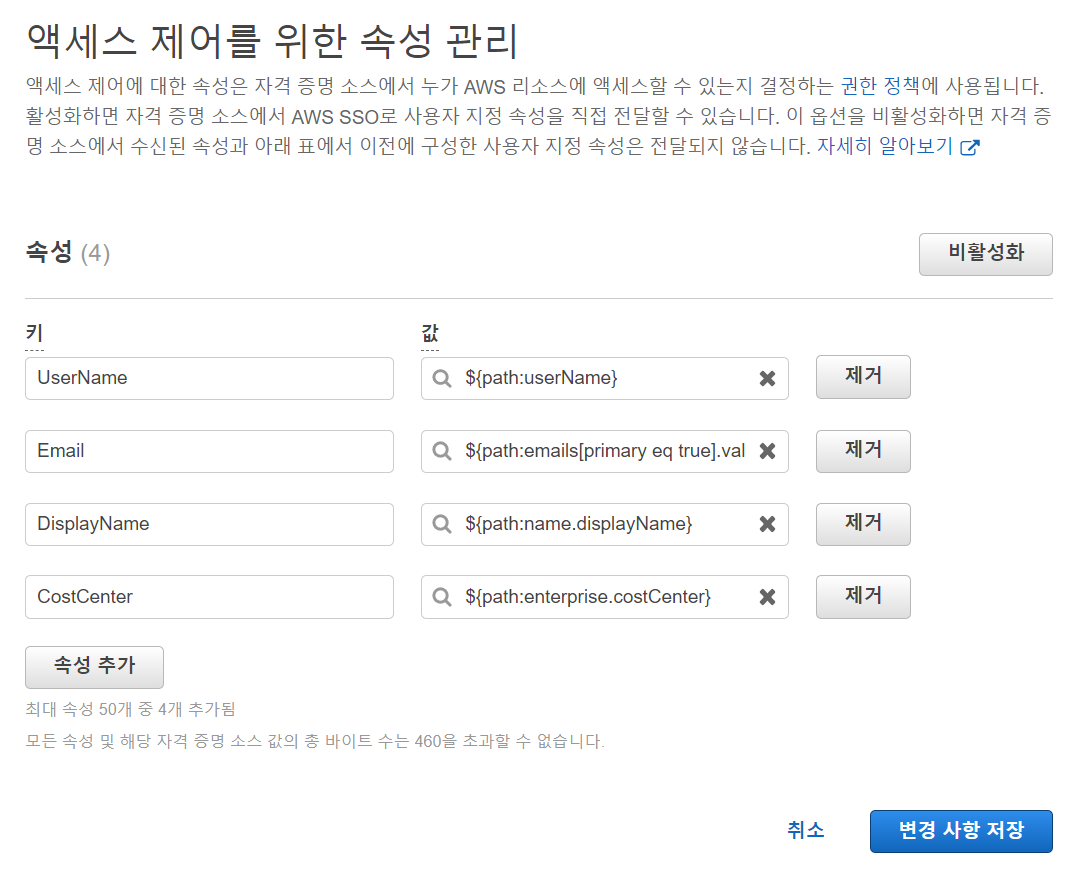 액세스 제어를 위한 속성 관리
액세스 제어에 대한 속성은 자격 증명 소스에서 누가 AWS 리소스에 액세스할 수 있는지 결정하는 권한 정책에 사용됩니다.
활성화하면 자격 증명 소스에서 AWS SSO로 사용자 지정 속성을 직접 전달할 수 있습니다. 이 옵션을 비활성화하면 자격 증
명 소스에서 수신된 속성과 아래 표에서 이전에 구성한 사용자 지정 속성은 전달되지 않습니다. 자세히 알아보기
속성 (4) 비활성화
키 값
UserName ${path:userName} 제거
Email ${path:emails[primary eq true].val 제거
DisplayName ${path:name.displayName} 제거
CostCenter ${path:enterprise.costCenter} 제거
속성 추가
최대 속성 50개 중 4개 추가됨
모든 속성 및 해당 자격 증명 소스 값의 총 바이트 수는 460을 초과할 수 없습니다.
취소 변경 사항 저장